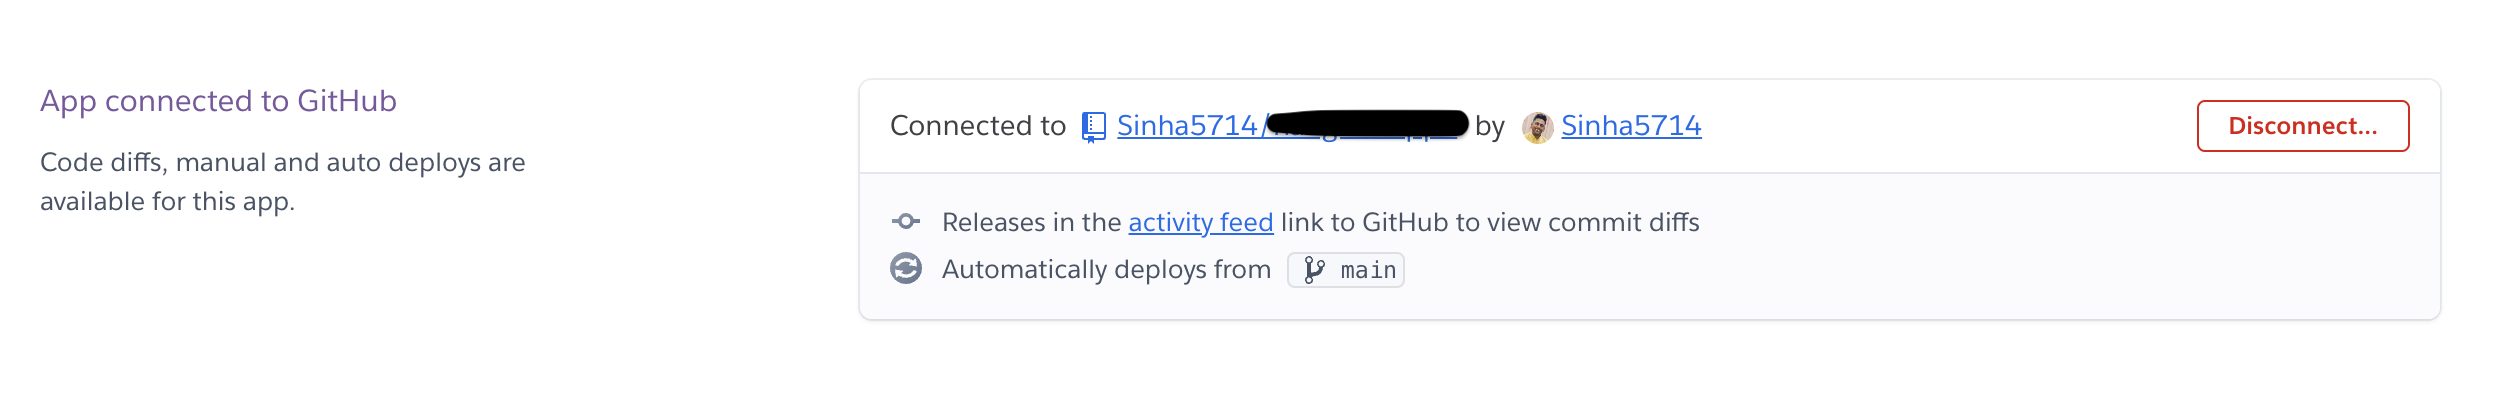 App connected to GitHub
Code diffs, manual and auto deploys are
available for this app.
Connected to Sinha5714/ by Sinha5714
Disconnect...
Releases in the activity feed link to GitHub to view commit diffs
Automatically deploys from main